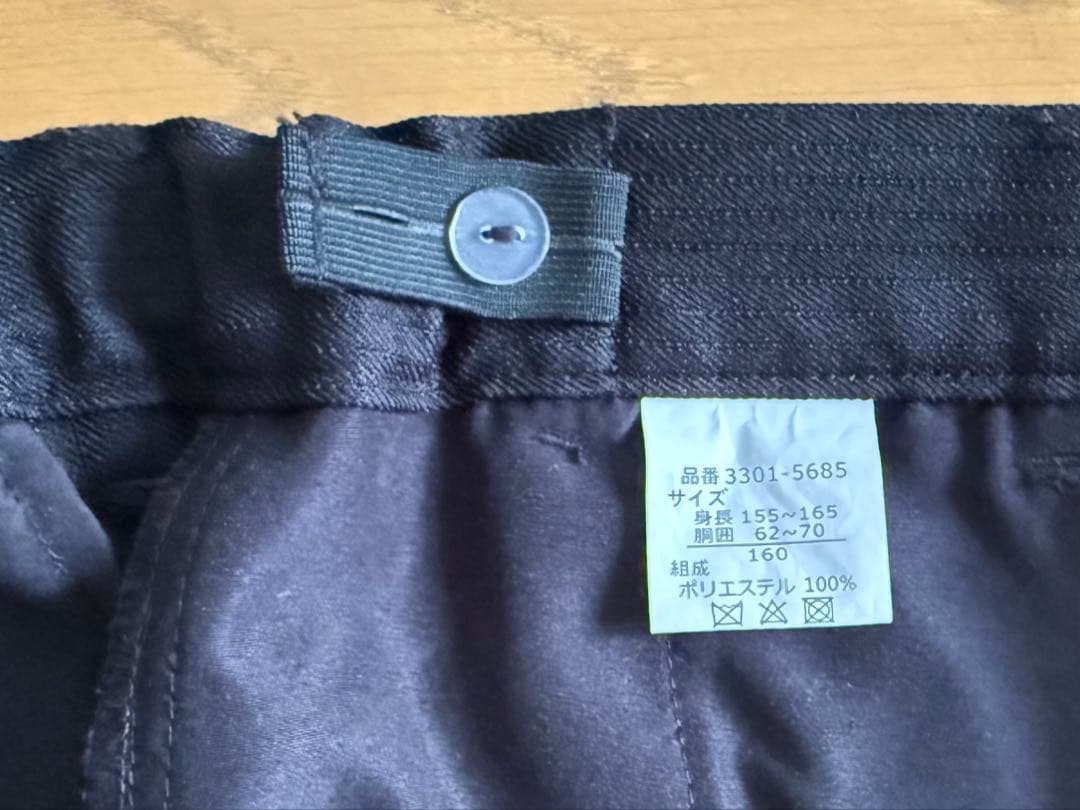 品番 3301-5685
サイズ
身長 155~165
胴囲 62~70
160
組成
ポリエステル 100%